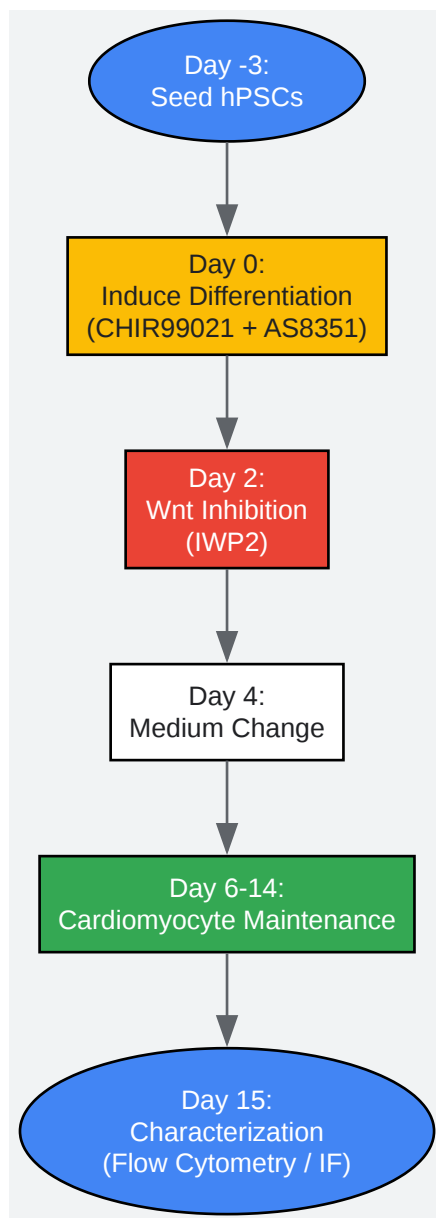 Day -3:
Seed hPSCs
Day 0:
Induce Differentiation
(CHIR99021 + AS8351)
Day 2:
Wnt Inhibition
(IWP2)
Day 4:
Medium Change
Day 6-14:
Cardiomyocyte Maintenance
Day 15:
Characterization
(Flow Cytometry / IF)